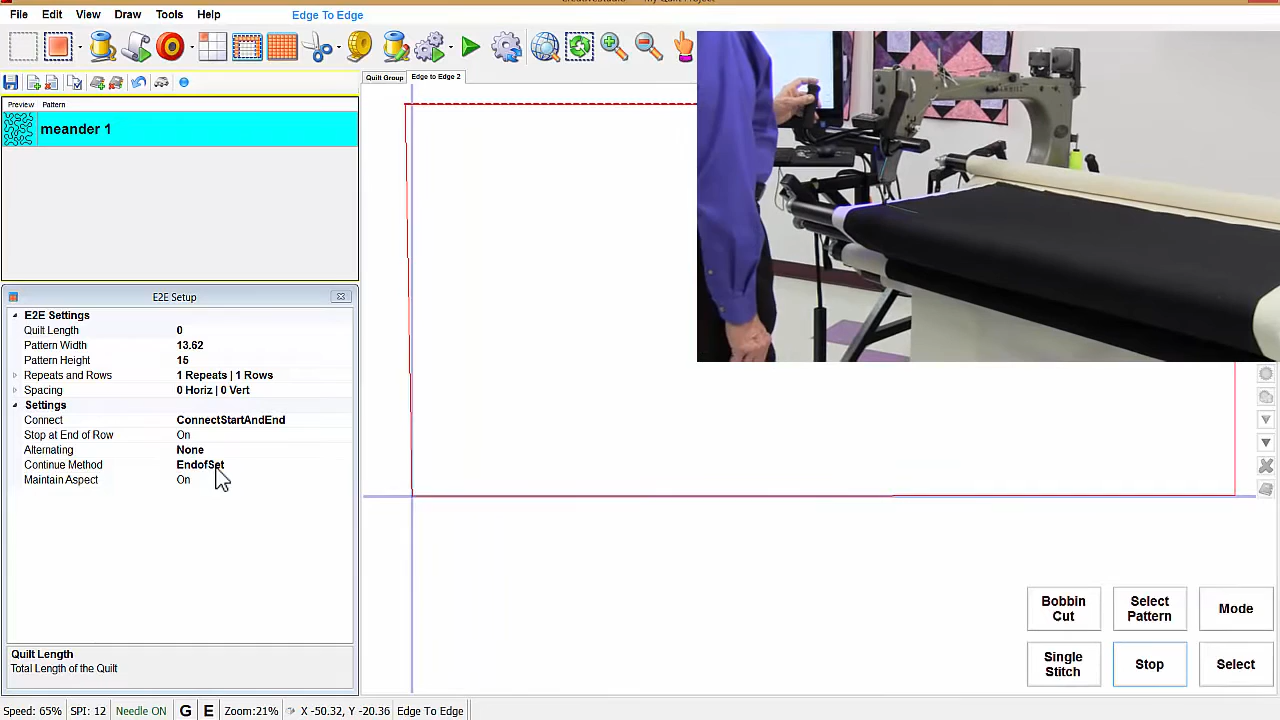 File Edit View Draw Tools Help Edge To Edge
Quilt Group Edge to Edge 2
Preview Pattern
meander 1
E2E Setup
E2E Settings
Quilt Length 0
Pattern Width 13.62
Pattern Height 15
Repeats and Rows 1 Repeats | 1 Rows
Spacing 0 Horiz | 0 Vert
Settings
Connect ConnectStartAndEnd
Stop at End of Row On
Alternating None
Continue Method EndofSet
Maintain Aspect On
Quilt Length
Total Length of the Quilt
Bobbin Cut
Select Pattern
Mode
Single Stitch
Stop
Select
Speed: 65% SPI: 12 Needle ON G E Zoom:21% X -50.32, Y -20.36 Edge To Edge